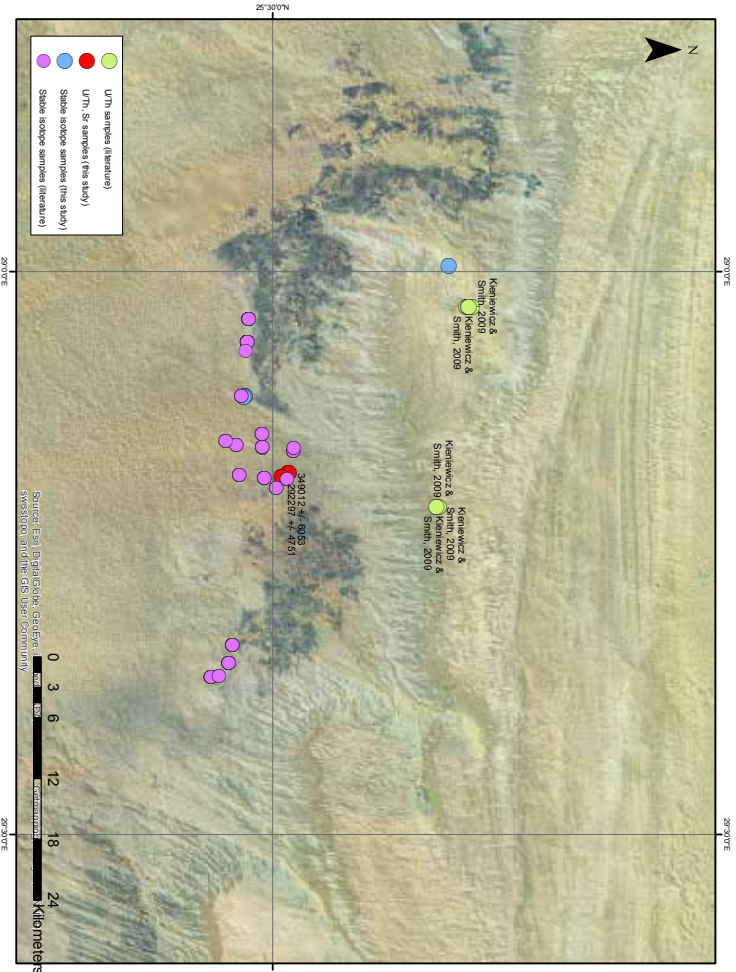 25°30'0"N
29°0'0"E
29°0'0"E
29°30'0"E
29°30'0"E
N
U/Th samples (literature)
U/Th, Sr samples (this study)
Stable isotope samples (this study)
Stable isotope samples (literature)
Kieniewicz &
Smith, 2009
Kieniewicz &
Smith, 2009
Kieniewicz &
Smith, 2009
Kieniewicz &
Smith, 2009
Kieniewicz &
Smith, 2009
349012 +/- 6053
292297 +/- 4751
0 3 6 12 18 24
Kilometers
Source: Esri, DigitalGlobe, GeoEye,
swisstopo, and the GIS User Community